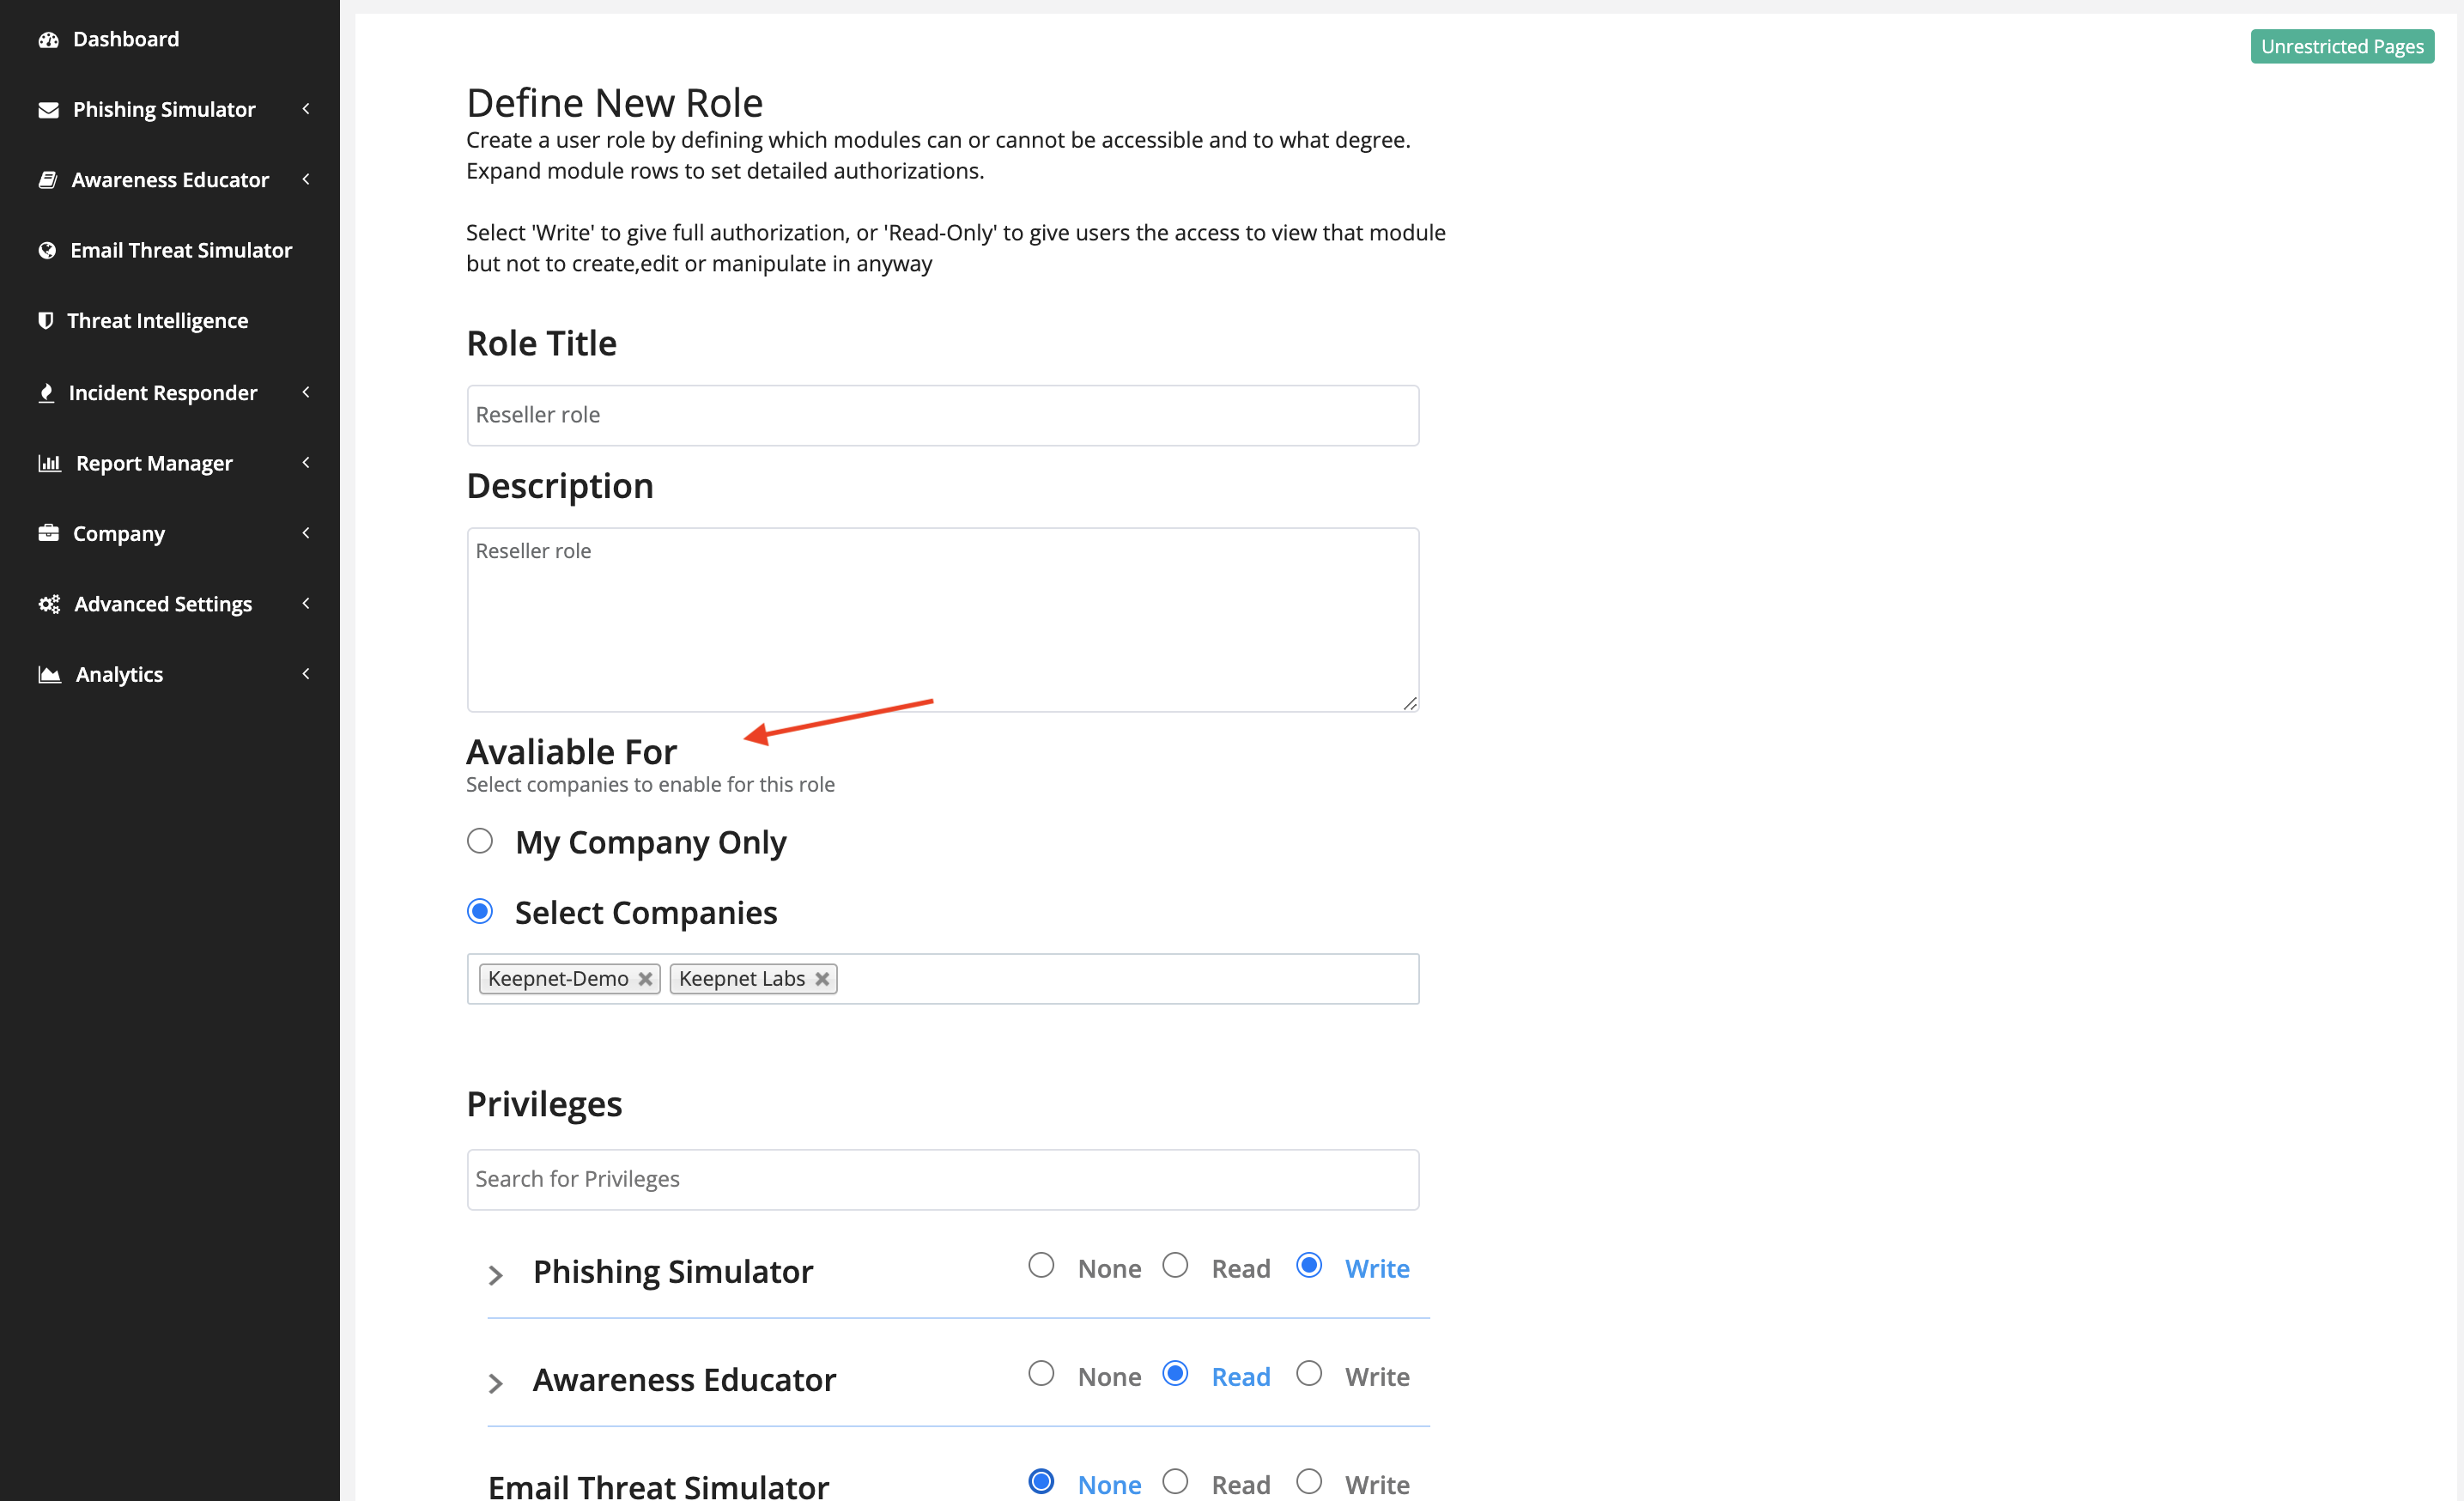 Dashboard
Phishing Simulator
Awareness Educator
Email Threat Simulator
Threat Intelligence
Incident Responder
Report Manager
Company
Advanced Settings
Analytics
Unrestricted Pages
Define New Role
Create a user role by defining which modules can or cannot be accessible and to what degree.
Expand module rows to set detailed authorizations.
Select 'Write' to give full authorization, or 'Read-Only' to give users the access to view that module
but not to create,edit or manipulate in anyway
Role Title
Reseller role
Description
Reseller role
Avaliable For
Select companies to enable for this role
My Company Only
Select Companies
Keepnet-Demo Keepnet Labs
Privileges
Search for Privileges
Phishing Simulator None Read Write
Awareness Educator None Read Write
Email Threat Simulator None Read Write